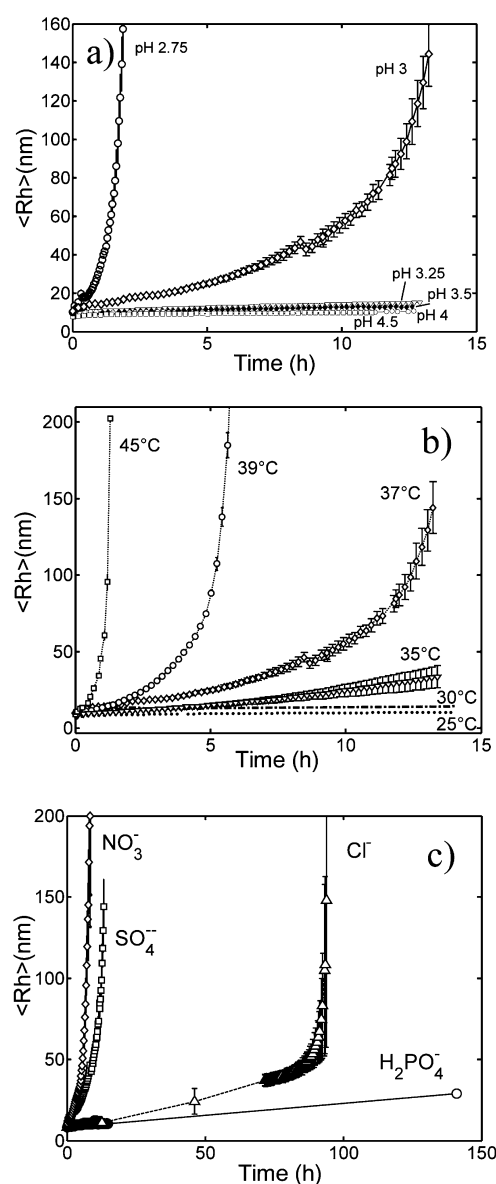 a)
pH 2.75
pH 3
pH 3.25
pH 3.5
pH 4
pH 4.5
<Rh>(nm)
160
140
120
100
80
60
40
20
10
0
0 5 10 15
Time (h)
b)
45°C
39°C
37°C
35°C
30°C
25°C
<Rh>(nm)
200
150
100
50
0
0 5 10 15
Time (h)
c)
NO₃⁻
SO₄⁻⁻
Cl⁻
H₂PO₄⁻
<Rh>(nm)
200
150
100
50
0
0 50 100 150
Time (h)